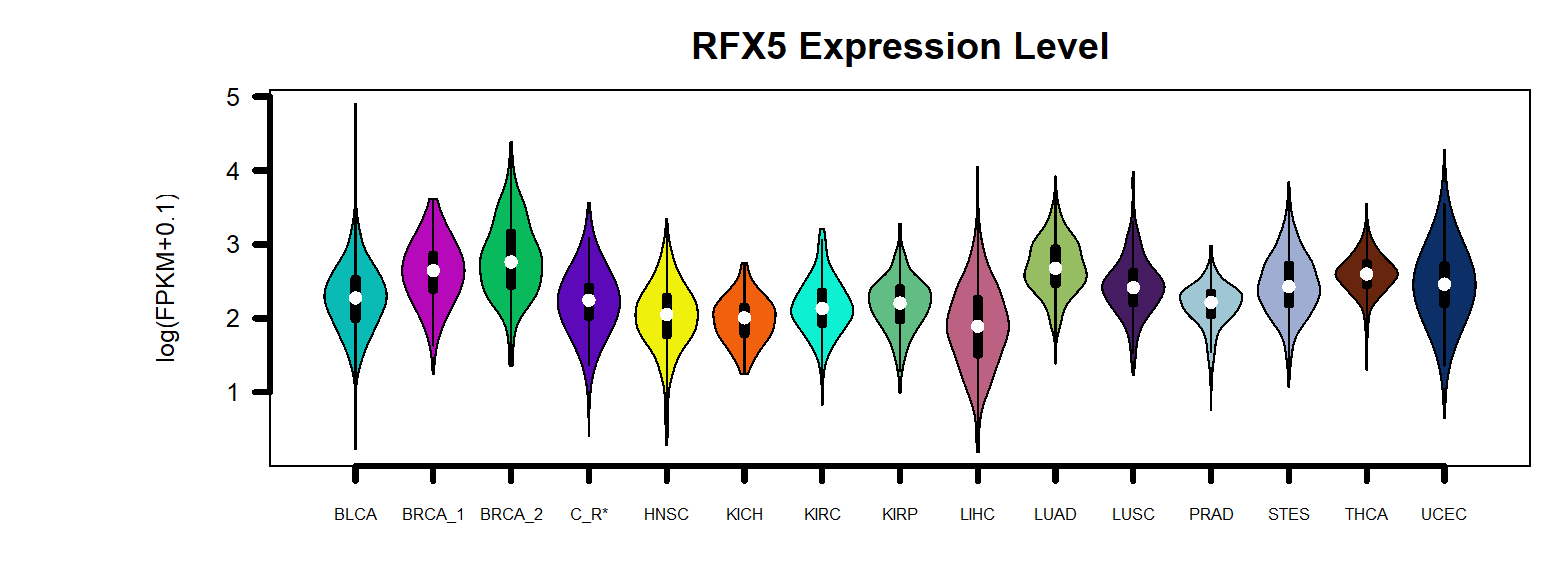 RFX5 Expression Level
log(FPKM+0.1)
5
4
3
2
1
BLCA BRCA_1 BRCA_2 C_R* HNSC KICH KIRC KIRP LIHC LUAD LUSC PRAD STES THCA UCEC